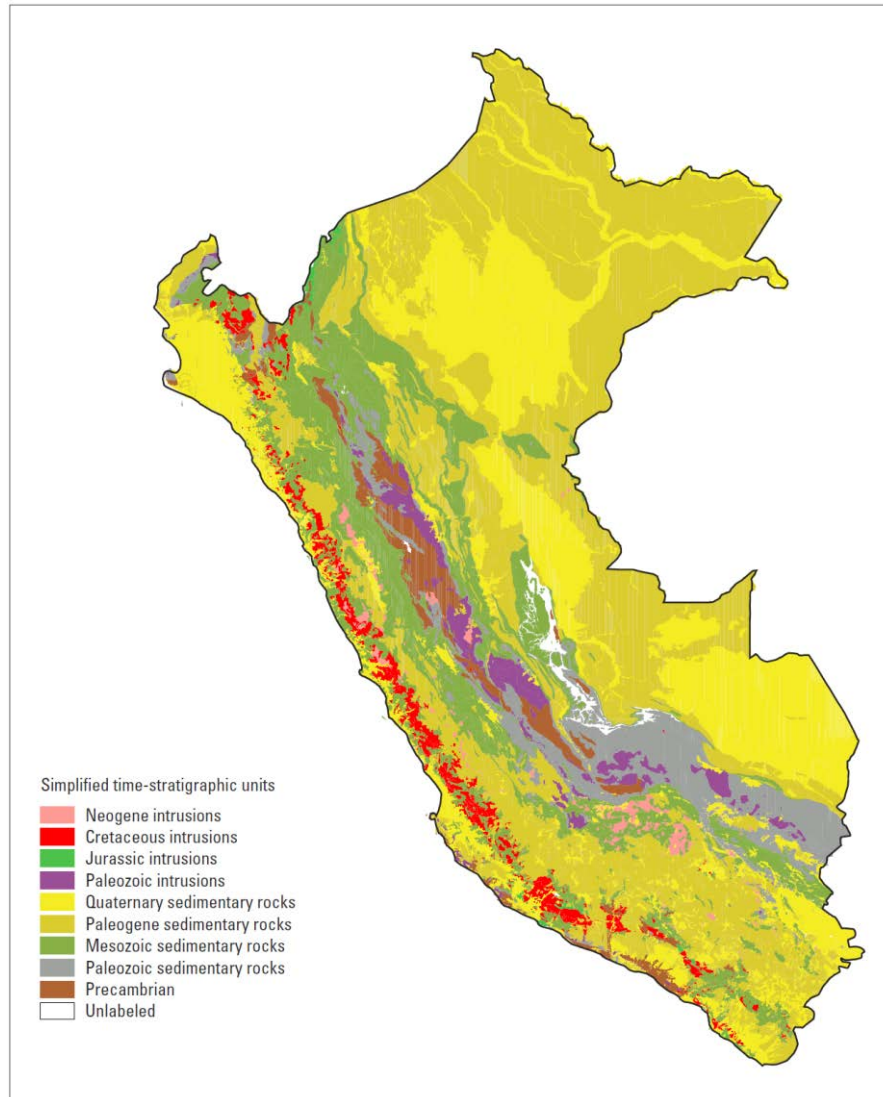 Simplified time-stratigraphic units
Neogene intrusions
Cretaceous intrusions
Jurassic intrusions
Paleozoic intrusions
Quaternary sedimentary rocks
Paleogene sedimentary rocks
Mesozoic sedimentary rocks
Paleozoic sedimentary rocks
Precambrian
Unlabeled